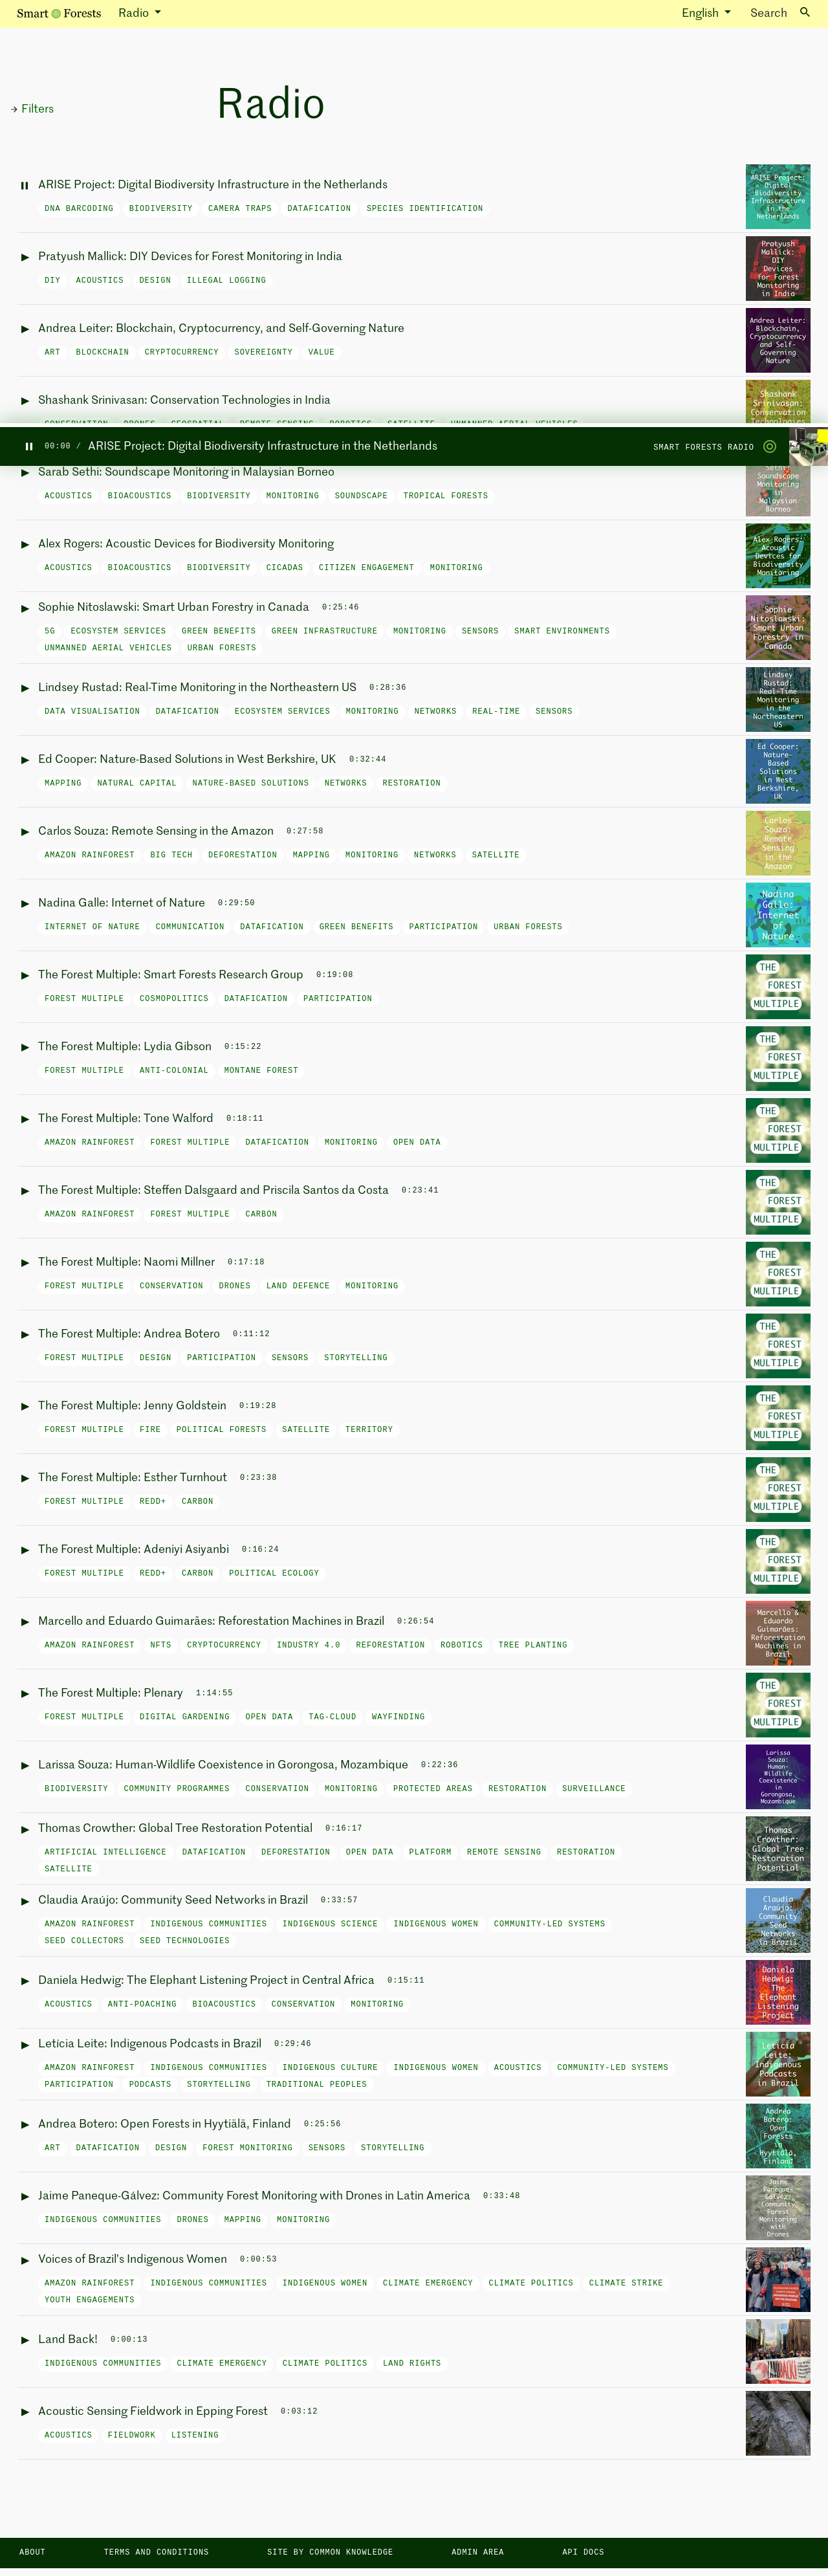 Smart Forests Radio English Search
Filters
Radio
ARISE Project: Digital Biodiversity Infrastructure in the Netherlands
DNA BARCODING BIODIVERSITY CAMERA TRAPS DATAFICATION SPECIES IDENTIFICATION
ARISE Project:
Digital
Biodiversity
Infrastructure
in the
Netherlands
Pratyush Mallick: DIY Devices for Forest Monitoring in India
DIY ACOUSTICS DESIGN ILLEGAL LOGGING
Pratyush
Mallick:
DIY
Devices
for Forest
Monitoring
in India
Andrea Leiter: Blockchain, Cryptocurrency, and Self-Governing Nature
ART BLOCKCHAIN CRYPTOCURRENCY SOVEREIGNTY VALUE
Andrea Leiter:
Blockchain,
Cryptocurrency
and Self-
Governing
Nature
Shashank Srinivasan: Conservation Technologies in India
CONSERVATION DRONES GEOSPATIAL REMOTE SENSING ROBOTICS SATELLITE UNMANNED AERIAL VEHICLES
Shashank
Srinivasan:
Conservation
Technologies
00:00 / ARISE Project: Digital Biodiversity Infrastructure in the Netherlands SMART FORESTS RADIO
Sarab Sethi: Soundscape Monitoring in Malaysian Borneo
ACOUSTICS BIOACOUSTICS BIODIVERSITY MONITORING SOUNDSCAPE TROPICAL FORESTS
Sethi:
Soundscape
Monitoring
in
Malaysian
Borneo
Alex Rogers: Acoustic Devices for Biodiversity Monitoring
ACOUSTICS BIOACOUSTICS BIODIVERSITY CICADAS CITIZEN ENGAGEMENT MONITORING
Alex Rogers:
Acoustic
Devices for
Biodiversity
Monitoring
Sophie Nitoslawski: Smart Urban Forestry in Canada 0:25:46
5G ECOSYSTEM SERVICES GREEN BENEFITS GREEN INFRASTRUCTURE MONITORING SENSORS SMART ENVIRONMENTS
UNMANNED AERIAL VEHICLES URBAN FORESTS
Sophie
Nitoslawski:
Smart Urban
Forestry in
Canada
Lindsey Rustad: Real-Time Monitoring in the Northeastern US 0:28:36
DATA VISUALISATION DATAFICATION ECOSYSTEM SERVICES MONITORING NETWORKS REAL-TIME SENSORS
Lindsey
Rustad:
Real-Time
Monitoring
in the
Northeastern
US
Ed Cooper: Nature-Based Solutions in West Berkshire, UK 0:32:44
MAPPING NATURAL CAPITAL NATURE-BASED SOLUTIONS NETWORKS RESTORATION
Ed Cooper:
Nature-
Based
Solutions
in West
Berkshire,
UK
Carlos Souza: Remote Sensing in the Amazon 0:27:58
AMAZON RAINFOREST BIG TECH DEFORESTATION MAPPING MONITORING NETWORKS SATELLITE
Carlos
Souza:
Remote
Sensing
in the
Amazon
Nadina Galle: Internet of Nature 0:29:50
INTERNET OF NATURE COMMUNICATION DATAFICATION GREEN BENEFITS PARTICIPATION URBAN FORESTS
Nadina
Galle:
Internet
of
Nature
The Forest Multiple: Smart Forests Research Group 0:19:08
FOREST MULTIPLE COSMOPOLITICS DATAFICATION PARTICIPATION
THE
FOREST
MULTIPLE
The Forest Multiple: Lydia Gibson 0:15:22
FOREST MULTIPLE ANTI-COLONIAL MONTANE FOREST
THE
FOREST
MULTIPLE
The Forest Multiple: Tone Walford 0:18:11
AMAZON RAINFOREST FOREST MULTIPLE DATAFICATION MONITORING OPEN DATA
THE
FOREST
MULTIPLE
The Forest Multiple: Steffen Dalsgaard and Priscila Santos da Costa 0:23:41
AMAZON RAINFOREST FOREST MULTIPLE CARBON
THE
FOREST
MULTIPLE
The Forest Multiple: Naomi Millner 0:17:18
FOREST MULTIPLE CONSERVATION DRONES LAND DEFENCE MONITORING
THE
FOREST
MULTIPLE
The Forest Multiple: Andrea Botero 0:11:12
FOREST MULTIPLE DESIGN PARTICIPATION SENSORS STORYTELLING
THE
FOREST
MULTIPLE
The Forest Multiple: Jenny Goldstein 0:19:28
FOREST MULTIPLE FIRE POLITICAL FORESTS SATELLITE TERRITORY
THE
FOREST
MULTIPLE
The Forest Multiple: Esther Turnhout 0:23:38
FOREST MULTIPLE REDD+ CARBON
THE
FOREST
MULTIPLE
The Forest Multiple: Adeniyi Asiyanbi 0:16:24
FOREST MULTIPLE REDD+ CARBON POLITICAL ECOLOGY
THE
FOREST
MULTIPLE
Marcello and Eduardo Guimarães: Reforestation Machines in Brazil 0:26:54
AMAZON RAINFOREST NFTS CRYPTOCURRENCY INDUSTRY 4.0 REFORESTATION ROBOTICS TREE PLANTING
Marcello &
Eduardo
Guimarães:
Reforestation
Machines in
Brazil
The Forest Multiple: Plenary 1:14:55
FOREST MULTIPLE DIGITAL GARDENING OPEN DATA TAG-CLOUD WAYFINDING
THE
FOREST
MULTIPLE
Larissa Souza: Human-Wildlife Coexistence in Gorongosa, Mozambique 0:22:36
BIODIVERSITY COMMUNITY PROGRAMMES CONSERVATION MONITORING PROTECTED AREAS RESTORATION SURVEILLANCE
Larissa
Souza:
Human-
Wildlife
Coexistence
in
Gorongosa,
Mozambique
Thomas Crowther: Global Tree Restoration Potential 0:16:17
ARTIFICIAL INTELLIGENCE DATAFICATION DEFORESTATION OPEN DATA PLATFORM REMOTE SENSING RESTORATION
SATELLITE
Thomas
Crowther:
Global Tree
Restoration
Potential
Claudia Araújo: Community Seed Networks in Brazil 0:33:57
AMAZON RAINFOREST INDIGENOUS COMMUNITIES INDIGENOUS SCIENCE INDIGENOUS WOMEN COMMUNITY-LED SYSTEMS
SEED COLLECTORS SEED TECHNOLOGIES
Claudia
Araújo:
Community
Seed
Networks
in Brazil
Daniela Hedwig: The Elephant Listening Project in Central Africa 0:15:11
ACOUSTICS ANTI-POACHING BIOACOUSTICS CONSERVATION MONITORING
Daniela
Hedwig:
The
Elephant
Listening
Project
Letícia Leite: Indigenous Podcasts in Brazil 0:29:46
AMAZON RAINFOREST INDIGENOUS COMMUNITIES INDIGENOUS CULTURE INDIGENOUS WOMEN ACOUSTICS COMMUNITY-LED SYSTEMS
PARTICIPATION PODCASTS STORYTELLING TRADITIONAL PEOPLES
Letícia
Leite:
Indigenous
Podcasts
in Brazil
Andrea Botero: Open Forests in Hyytiälä, Finland 0:25:56
ART DATAFICATION DESIGN FOREST MONITORING SENSORS STORYTELLING
Andrea
Botero:
Open
Forests
in
Hyytiälä,
Finland
Jaime Paneque-Gálvez: Community Forest Monitoring with Drones in Latin America 0:33:48
INDIGENOUS COMMUNITIES DRONES MAPPING MONITORING
Jaime
Paneque-
Gálvez:
Community
Forest
Monitoring
with
Drones
Voices of Brazil's Indigenous Women 0:00:53
AMAZON RAINFOREST INDIGENOUS COMMUNITIES INDIGENOUS WOMEN CLIMATE EMERGENCY CLIMATE POLITICS CLIMATE STRIKE
YOUTH ENGAGEMENTS
Land Back! 0:00:13
INDIGENOUS COMMUNITIES CLIMATE EMERGENCY CLIMATE POLITICS LAND RIGHTS
Acoustic Sensing Fieldwork in Epping Forest 0:03:12
ACOUSTICS FIELDWORK LISTENING
ABOUT TERMS AND CONDITIONS SITE BY COMMON KNOWLEDGE ADMIN AREA API DOCS